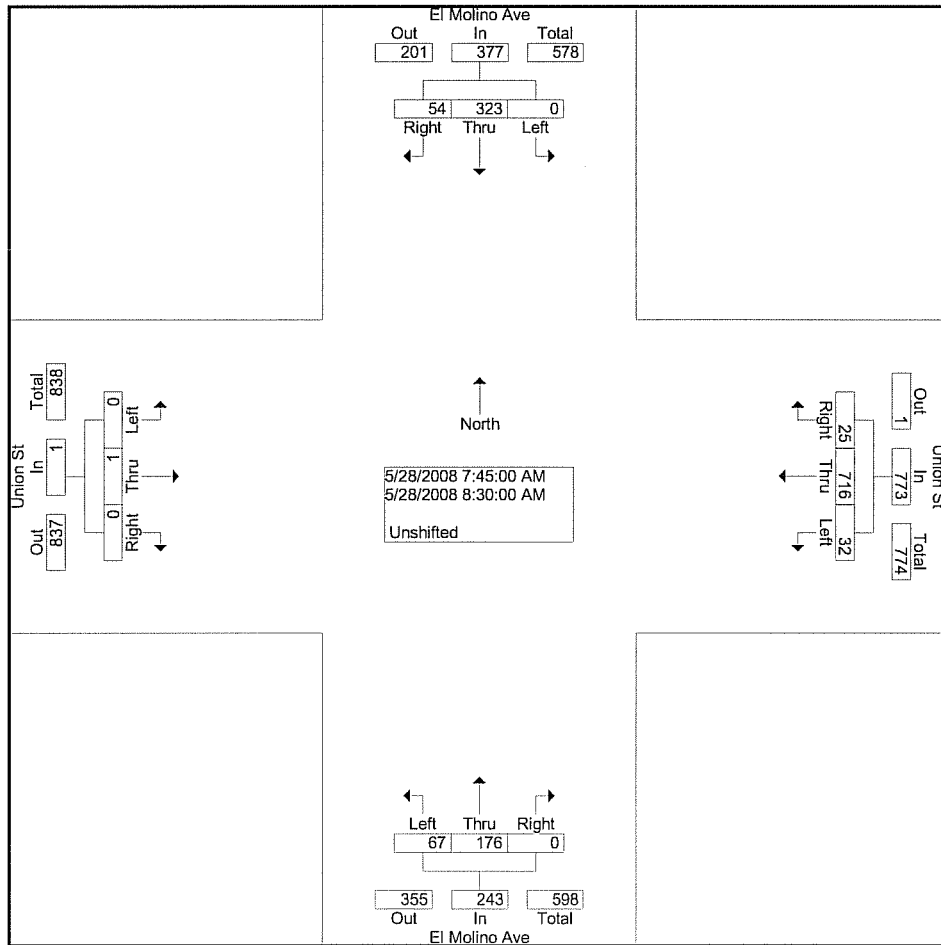 El Molino Ave
Out In Total
201 377 578
54 323 0
Right Thru Left
Union St
Total In Out
838 1 837
0 1 0
Left Thru Right
North
5/28/2008 7:45:00 AM
5/28/2008 8:30:00 AM
Unshifted
Right Thru Left
25 716 32
Out In Total
1 773 774
Union St
Left Thru Right
67 176 0
355 243 598
Out In Total
El Molino Ave